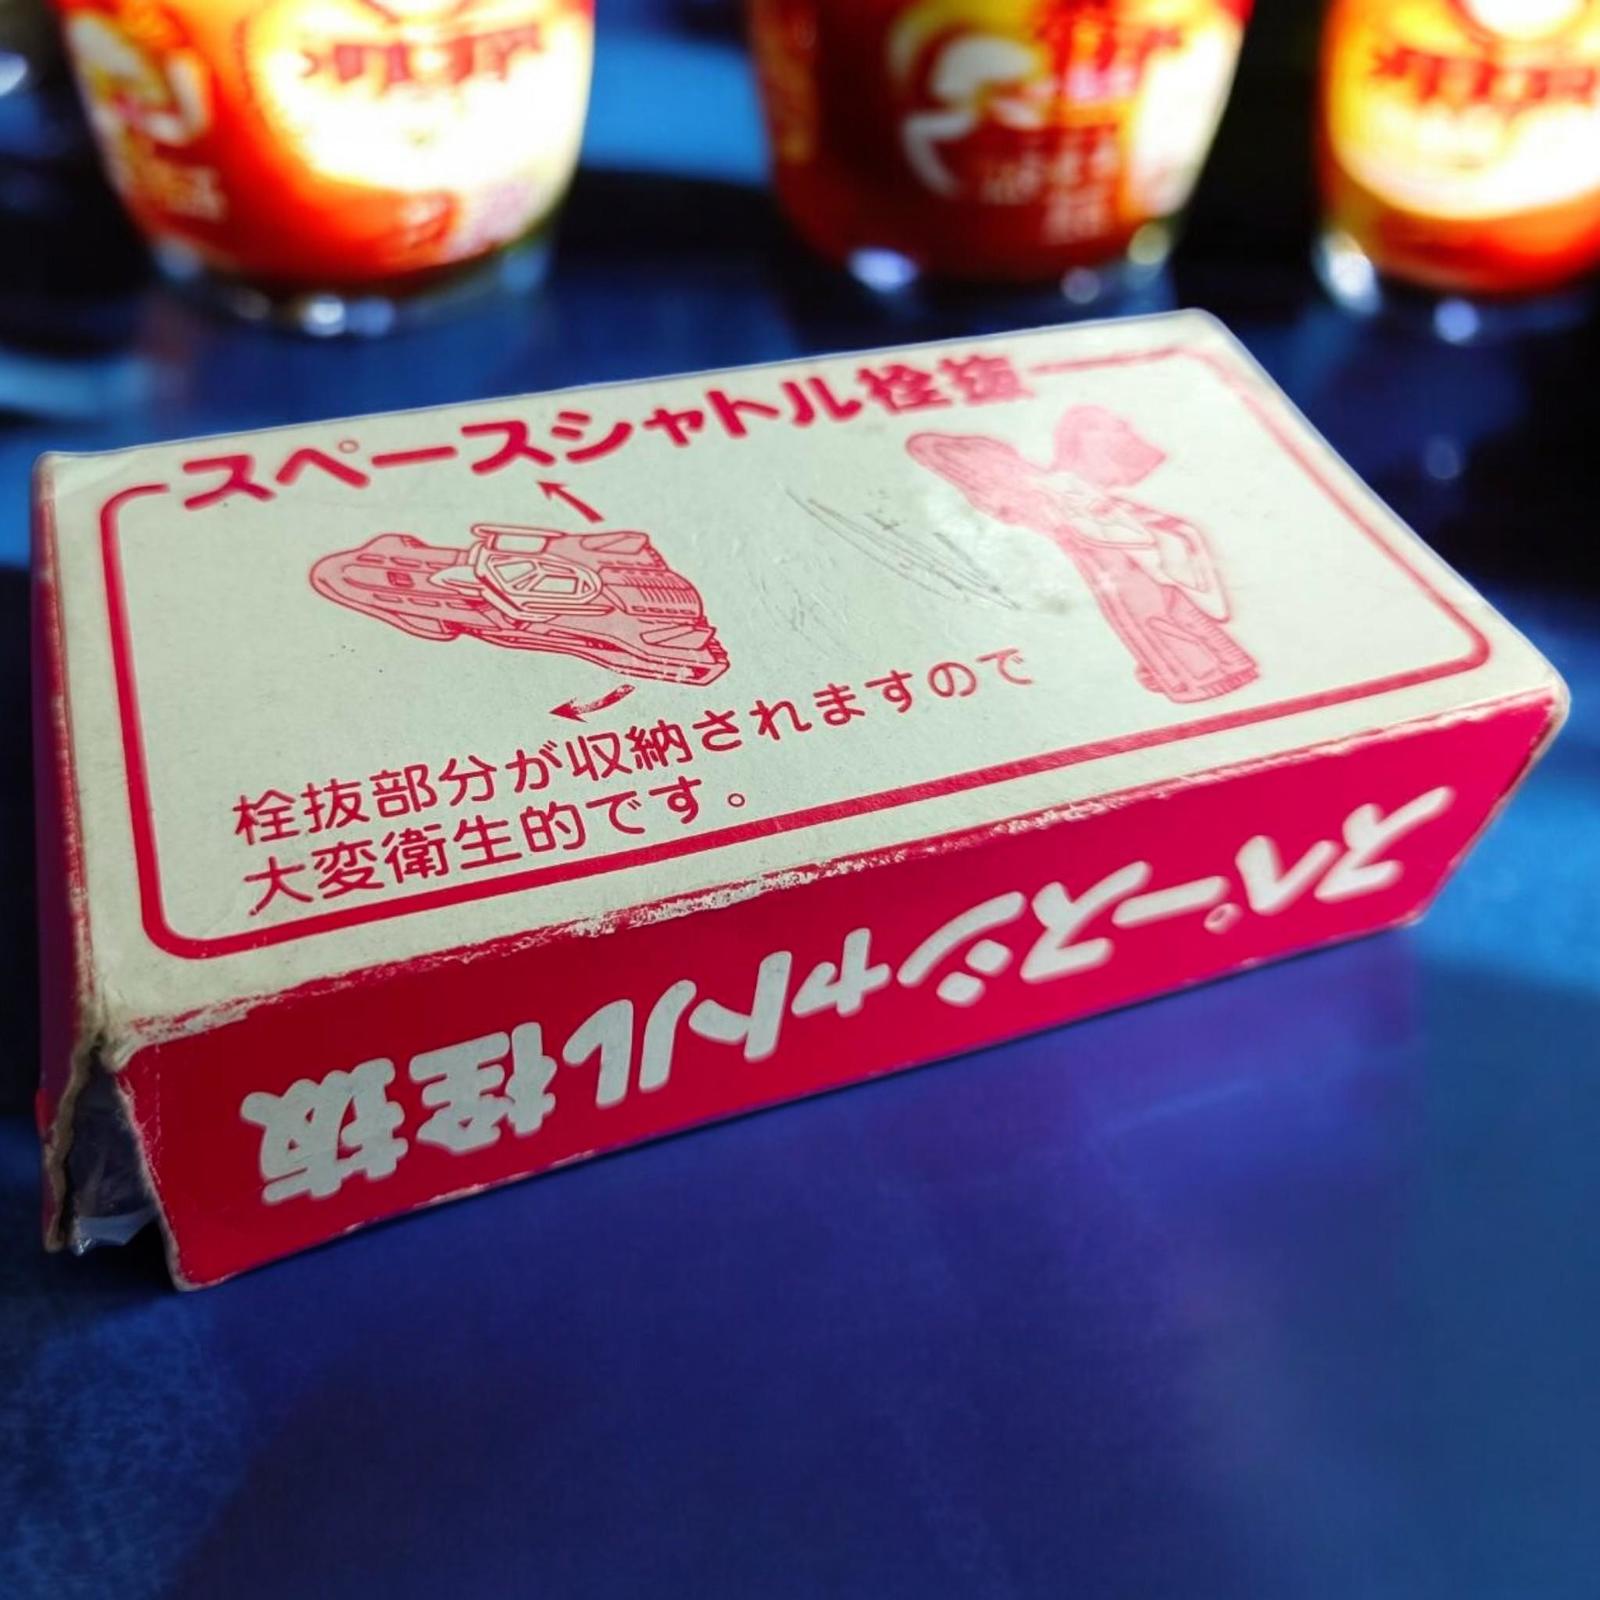 スペースシャトル栓抜
栓抜部分が収納されますので
大変衛生的です。
スペースシャトル栓抜